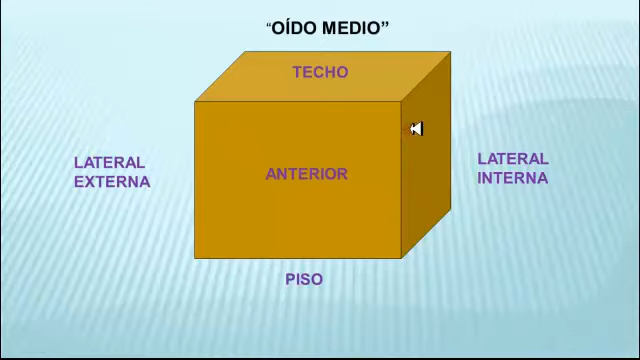 “OÍDO MEDIO”
TECHO
LATERAL
EXTERNA
ANTERIOR
LATERAL
INTERNA
PISO